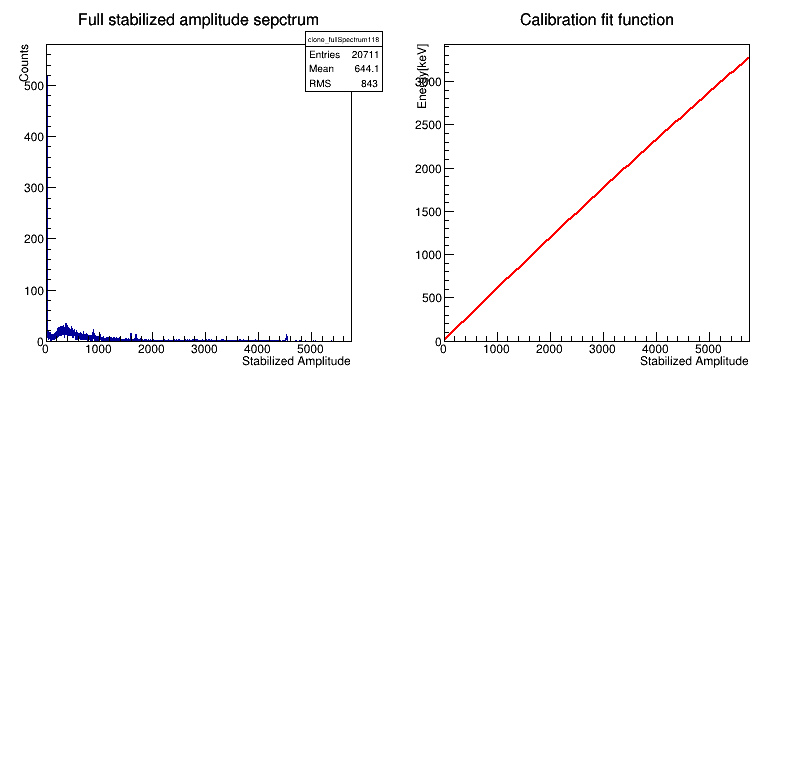 Full stabilized amplitude sepctrum
clone_fullSpectrum118
Entries 20711
Mean 644.1
RMS 843
Counts
500
400
300
200
100
0
0 1000 2000 3000 4000 5000
Stabilized Amplitude
Calibration fit function
Energy[keV]
3000
2500
2000
1500
1000
500
0
0 1000 2000 3000 4000 5000
Stabilized Amplitude